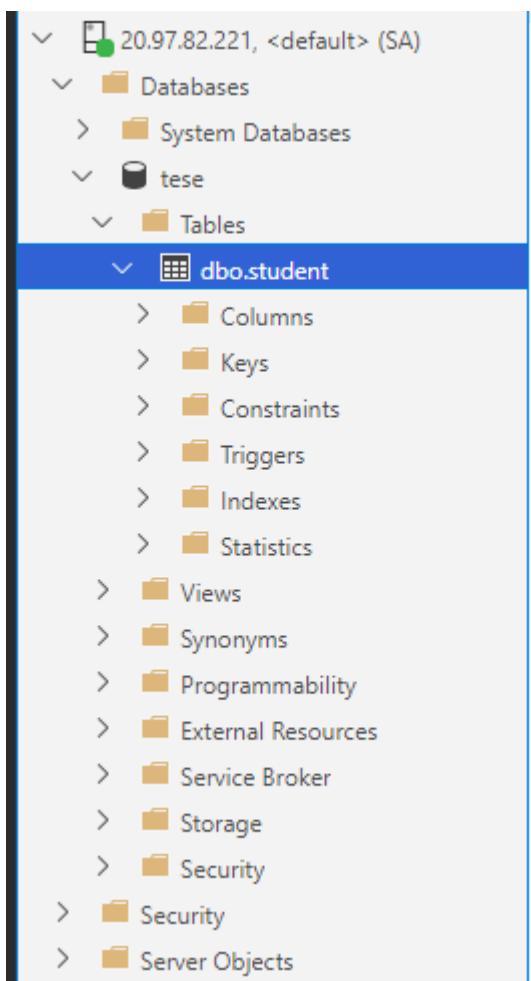 20.97.82.221, <default> (SA)
Databases
System Databases
tese
Tables
dbo.student
Columns
Keys
Constraints
Triggers
Indexes
Statistics
Views
Synonyms
Programmability
External Resources
Service Broker
Storage
Security
Security
Server Objects